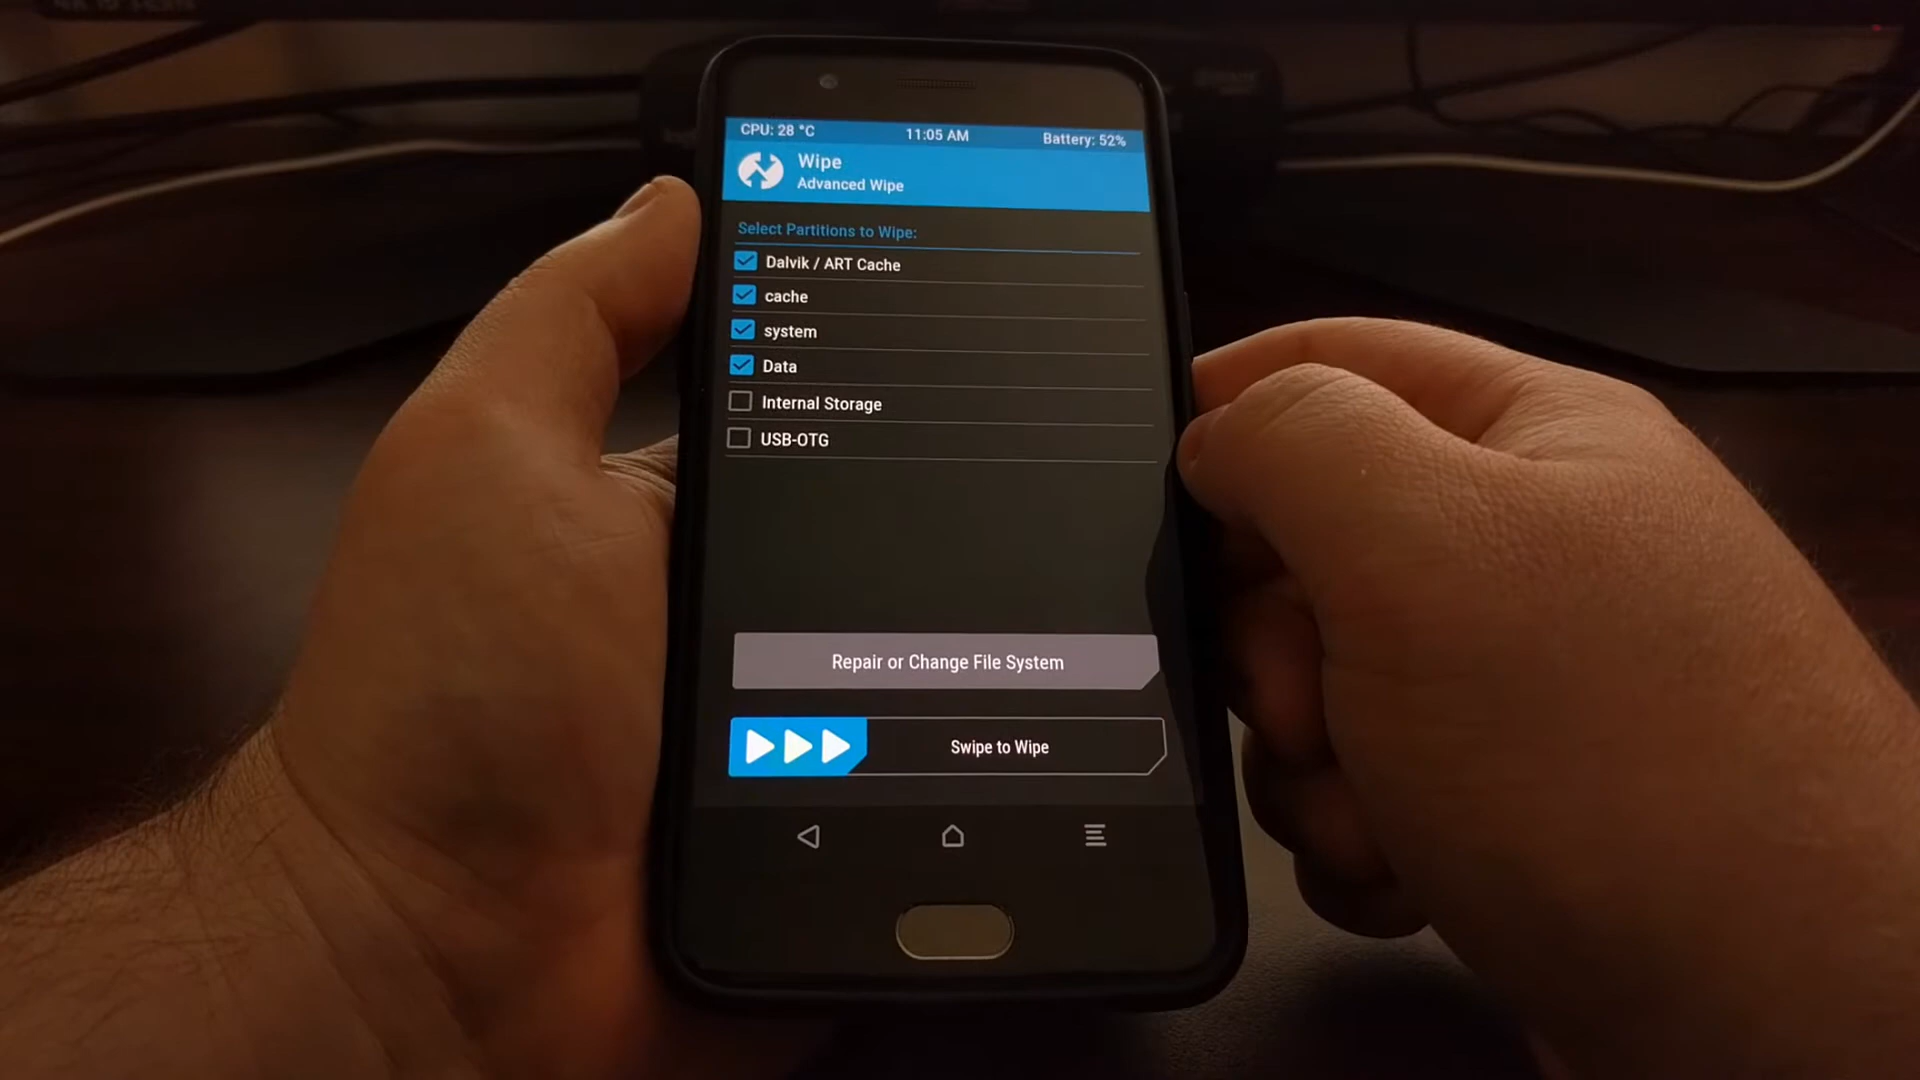 CPU: 28 °C 11:05 AM Battery: 52%
Wipe
Advanced Wipe
Select Partitions to Wipe:
Dalvik / ART Cache
cache
system
Data
Internal Storage
USB-OTG
Repair or Change File System
Swipe to Wipe